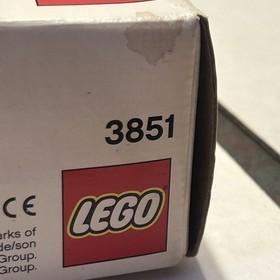 3851
CE
LEGO
arks of
de/son
Group.
Group.